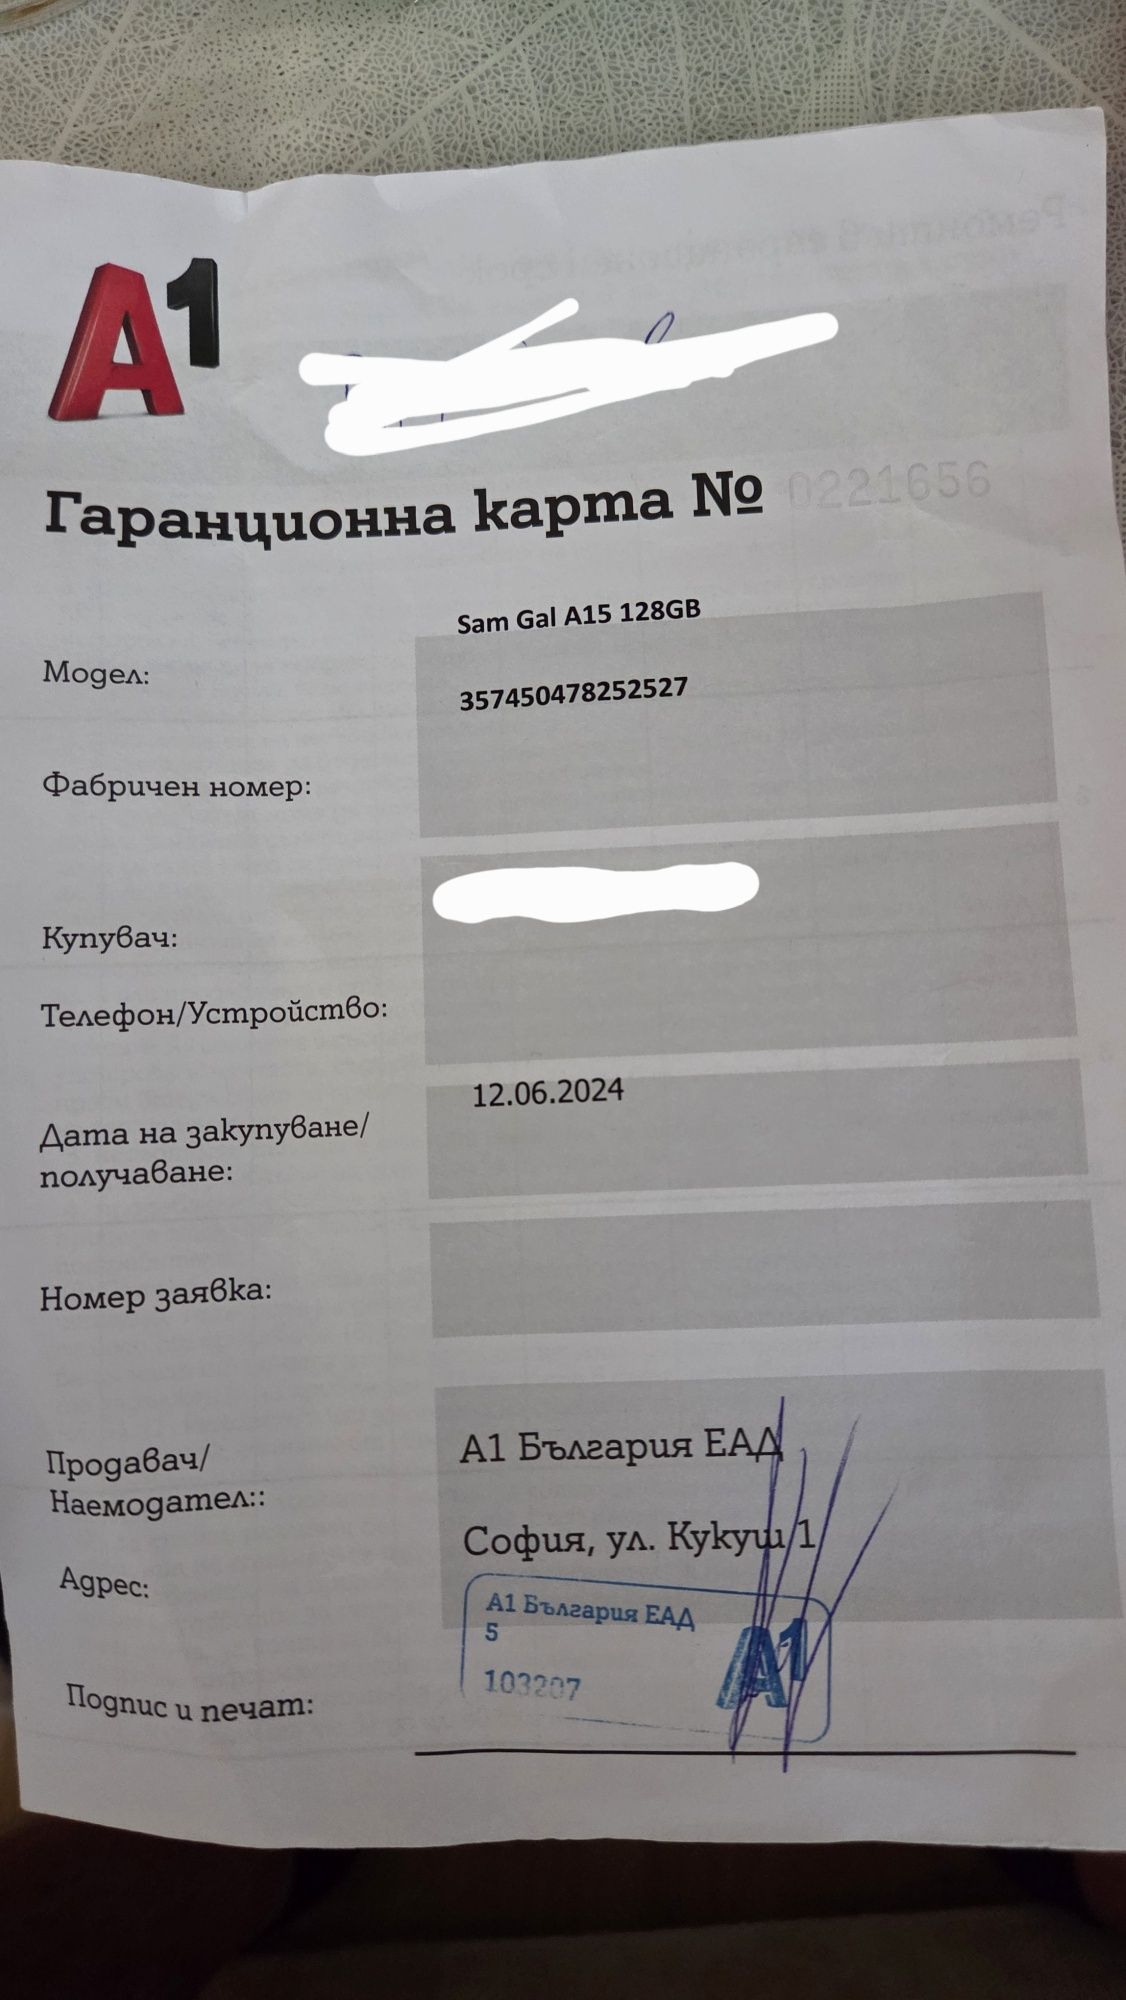 A1
Гаранционна карта № 0221656
Sam Gal A15 128GB
Модел:
357450478252527
Фабричен номер:
Купувач:
Телефон/Устройство:
12.06.2024
Дата на закупуване/
получаване:
Номер заявка:
Продавач/
Наемодател::
А1 България ЕАД
Адрес:
София, ул. Кукуш 1
А1 България ЕАД
5
103207
A1
Подпис и печат: